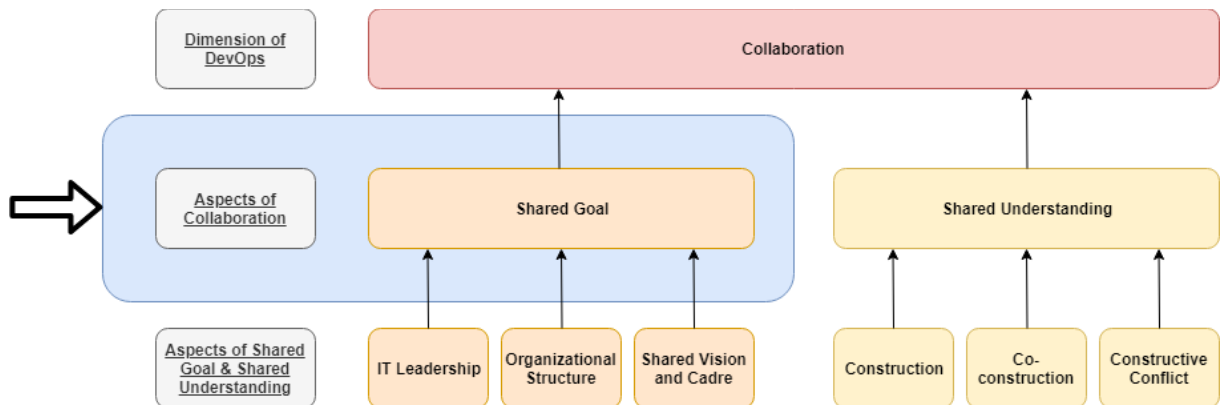 Dimension of
DevOps
Collaboration
Aspects of
Collaboration
Shared Goal
Shared Understanding
Aspects of Shared
Goal & Shared
Understanding
IT Leadership
Organizational
Structure
Shared Vision
and Cadre
Construction
Co-
construction
Constructive
Conflict